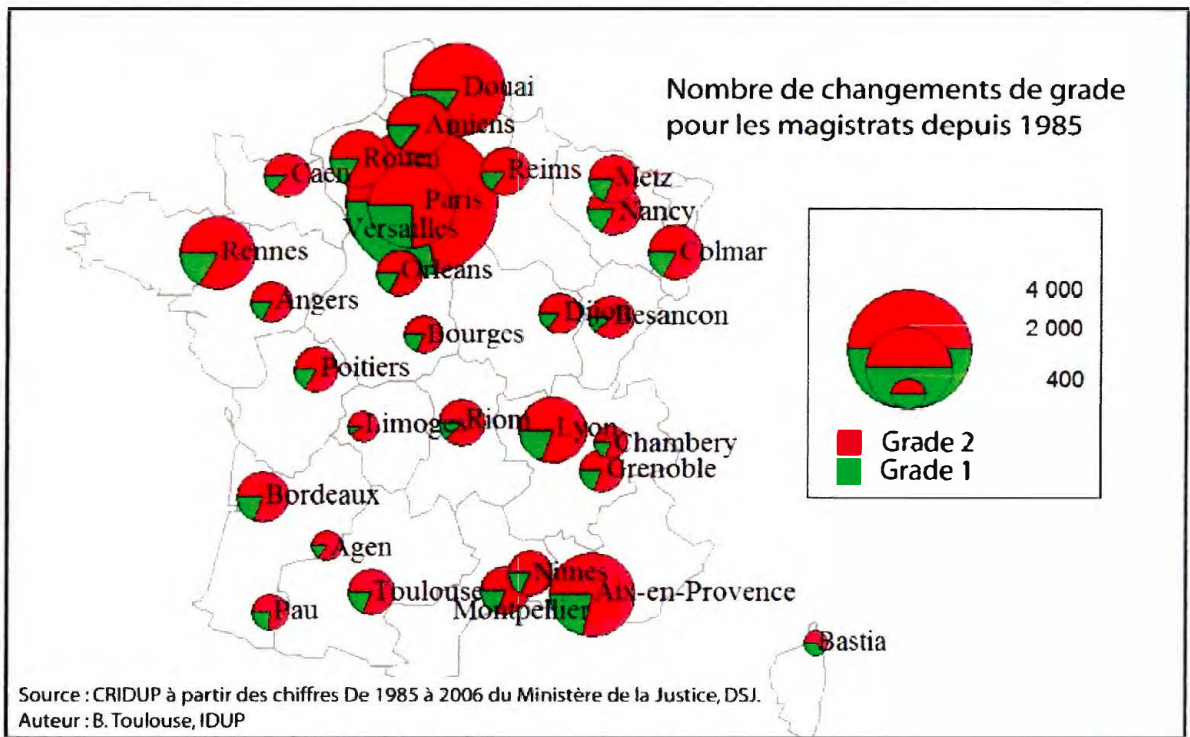 Nombre de changements de grade
pour les magistrats depuis 1985
Douai
Amiens
Rouen
Caen
Reims
Metz
Paris
Nancy
Versailles
Rennes
Colmar
Orleans
Angers
Dijon
Besancon
Bourges
Poitiers
Limoges
Riom
Lyon
Chambery
Grenoble
Bordeaux
Agen
Nimes
Toulouse
Aix-en-Provence
Montpellier
Pau
Bastia
4 000
2 000
400
Grade 2
Grade 1
Source : CRIDUP à partir des chiffres De 1985 à 2006 du Ministère de la Justice, DSJ.
Auteur : B. Toulouse, IDUP